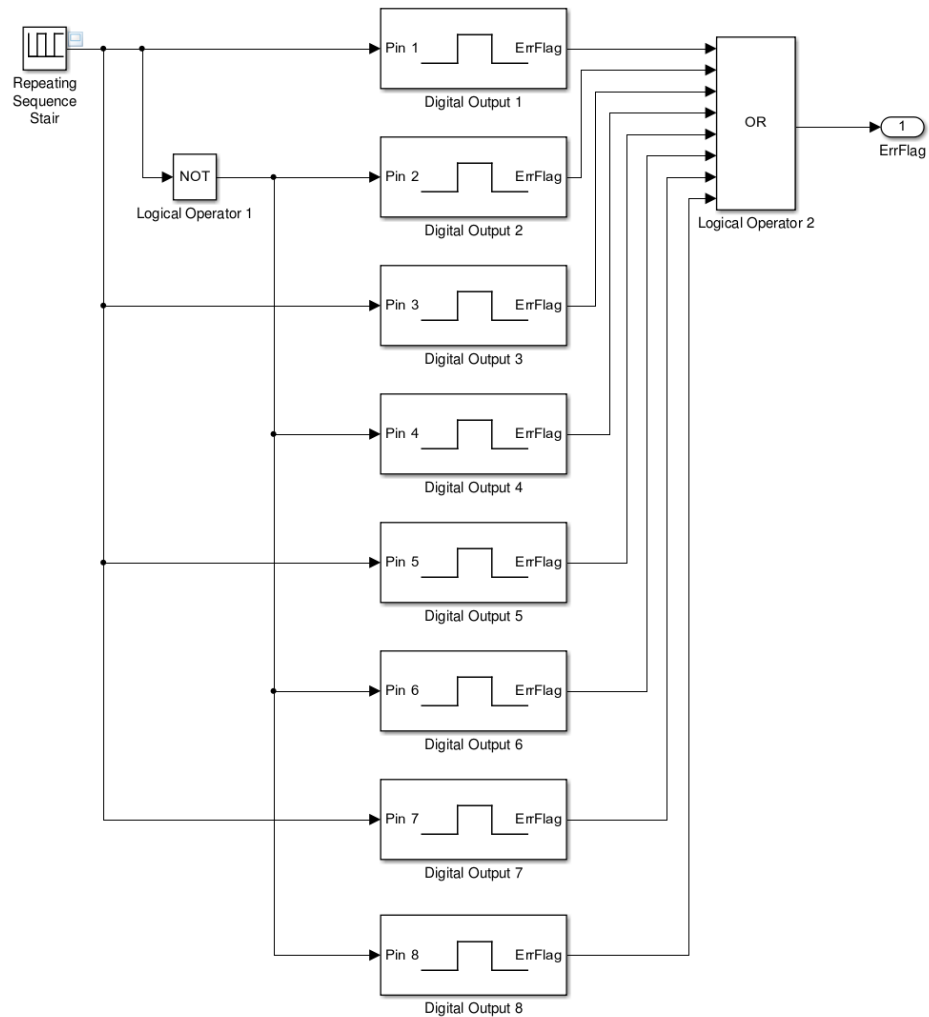 Pin 1
ErrFlag
Digital Output 1
Repeating
Sequence
Stair
OR
Logical Operator 2
1
ErrFlag
NOT
Logical Operator 1
Pin 2
ErrFlag
Digital Output 2
Pin 3
ErrFlag
Digital Output 3
Pin 4
ErrFlag
Digital Output 4
Pin 5
ErrFlag
Digital Output 5
Pin 6
ErrFlag
Digital Output 6
Pin 7
ErrFlag
Digital Output 7
Pin 8
ErrFlag
Digital Output 8